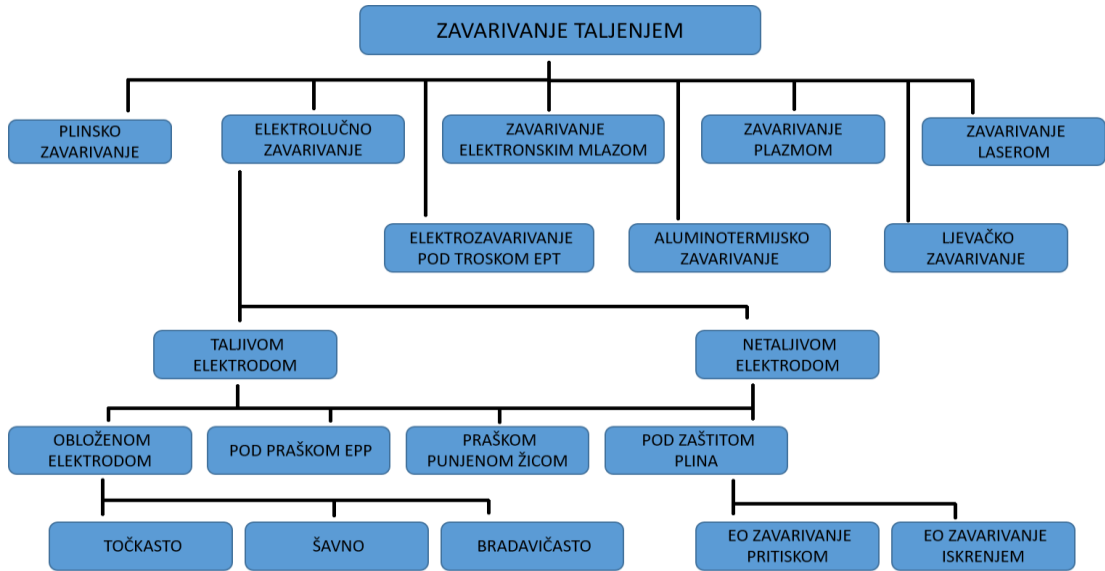 ZAVARIVANJE TALJENJEM
PLINSKO
ZAVARIVANJE
ELEKTROLUČNO
ZAVARIVANJE
ZAVARIVANJE
ELEKTRONSKIM MLAZOM
ZAVARIVANJE
PLAZMOM
ZAVARIVANJE
LASEROM
ELEKTROZAVARIVANJE
POD TROSKOM EPT
ALUMINOTERMIJSKO
ZAVARIVANJE
LJEVAČKO
ZAVARIVANJE
TALJIVOM
ELEKTRODOM
NETALJIVOM
ELEKTRODOM
OBLOŽENOM
ELEKTRODOM
POD PRAŠKOM EPP
PRAŠKOM
PUNJENOM ŽICOM
POD ZAŠTITOM
PLINA
TOČKASTO
ŠAVNO
BRADAVIČASTO
EO ZAVARIVANJE
PRITISKOM
EO ZAVARIVANJE
ISKRENJEM